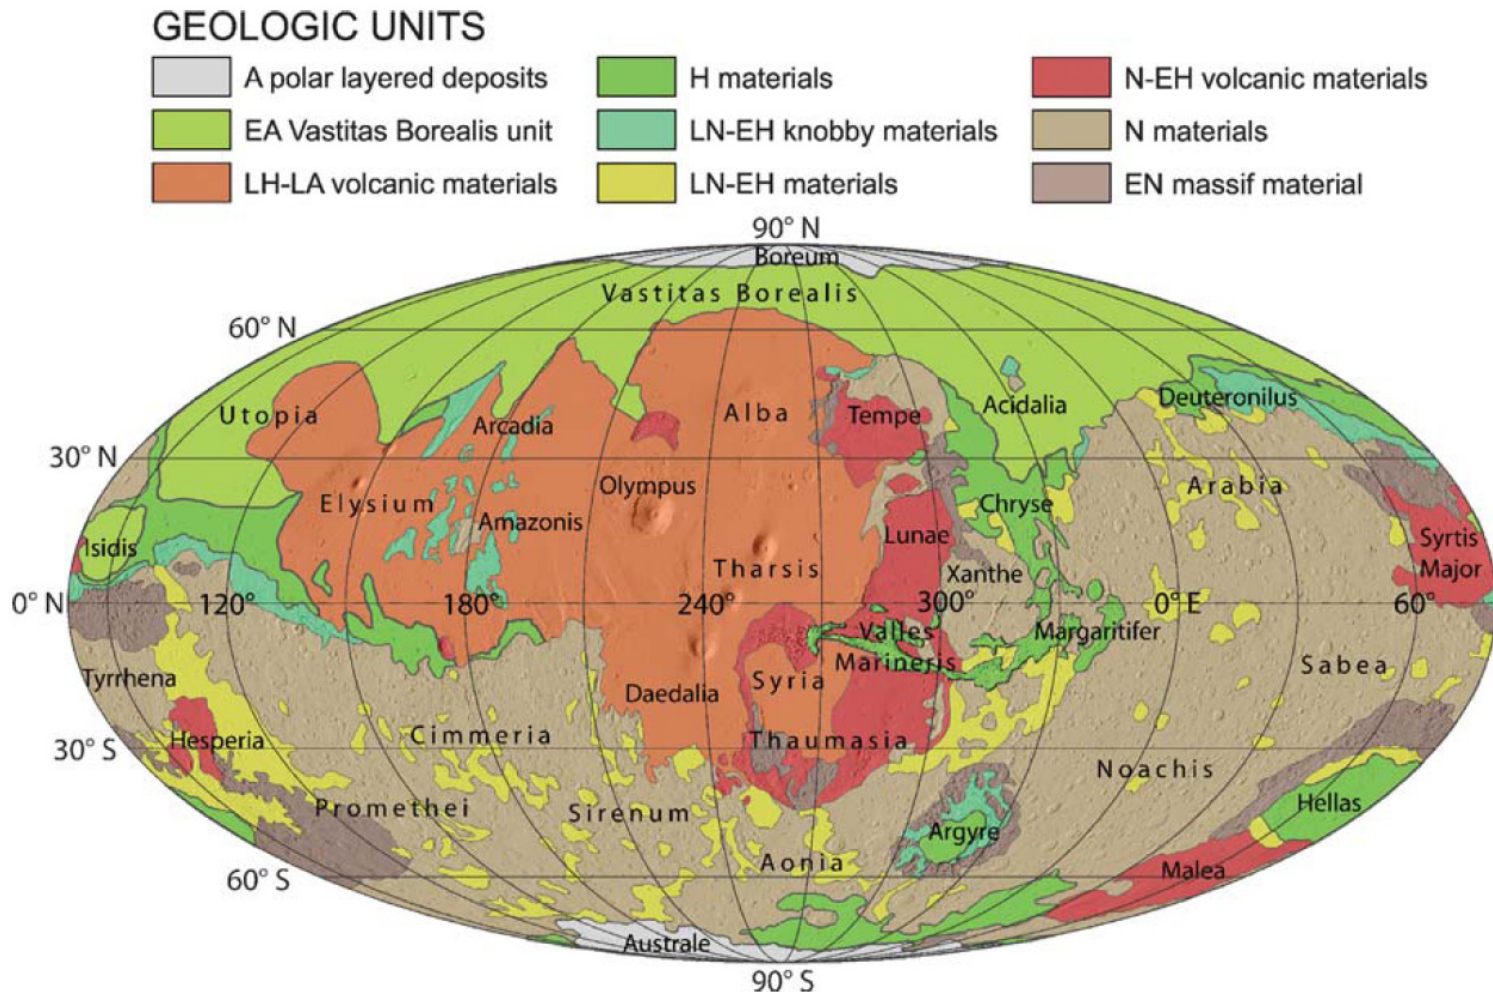 GEOLOGIC UNITS
A polar layered deposits
H materials
N-EH volcanic materials
EA Vastitas Borealis unit
LN-EH knobby materials
N materials
LH-LA volcanic materials
LN-EH materials
EN massif material
90° N
Boreum
Vastitas Borealis
60° N
Utopia
Arcadia
Alba
Tempe
Acidalia
Deuteronilus
30° N
Elysium
Olympus
Amazonis
Chryse
Arabia
Isidis
Lunae
Syrtis
Major
Tharsis
Xanthe
0° N
120°
180°
240°
300°
0° E
60°
Valles
Marineris
Margaritifer
Tyrrhena
Daedalia
Syria
Sabea
Hesperia
Cimmeria
Thaumasia
30° S
Noachis
Promethei
Sirenum
Argyre
Hellas
Aonia
Malea
60° S
Australe
90° S